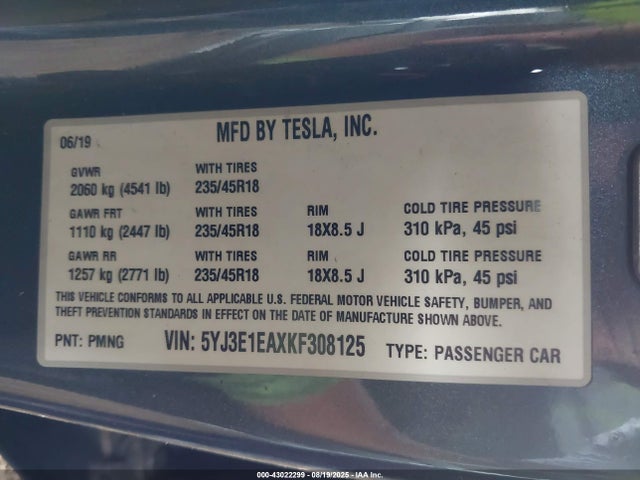 06/19 MFD BY TESLA, INC.
GVWR WITH TIRES
2060 kg (4541 lb) 235/45R18
GAWR FRT WITH TIRES RIM COLD TIRE PRESSURE
1110 kg (2447 lb) 235/45R18 18X8.5 J 310 kPa, 45 psi
GAWR RR WITH TIRES RIM COLD TIRE PRESSURE
1257 kg (2771 lb) 235/45R18 18X8.5 J 310 kPa, 45 psi
THIS VEHICLE CONFORMS TO ALL APPLICABLE U.S. FEDERAL MOTOR VEHICLE SAFETY, BUMPER, AND
THEFT PREVENTION STANDARDS IN EFFECT ON THE DATE OF MANUFACTURE SHOWN ABOVE.
PNT: PMNG VIN: 5YJ3E1EAXKF308125 TYPE: PASSENGER CAR
000-43022299 - 08/19/2025 - IAA Inc.